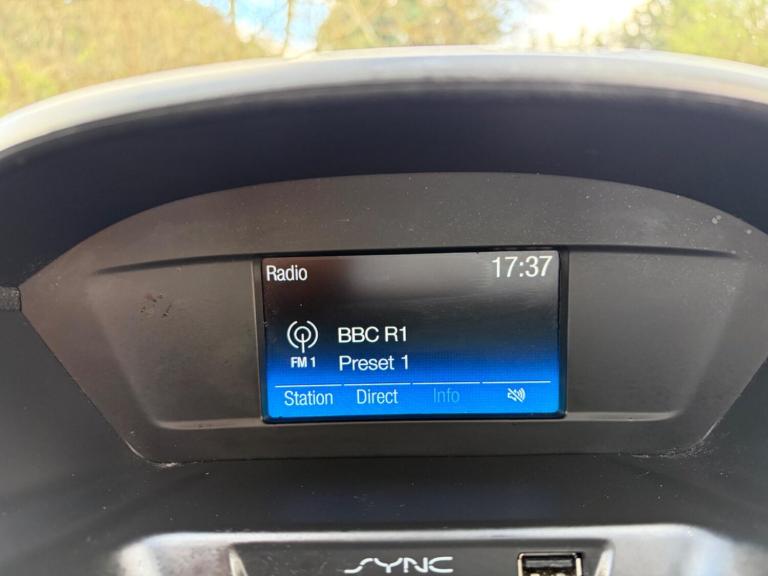 Radio 17:37
BBC R1
FM 1 Preset 1
Station Direct Info
SYNC